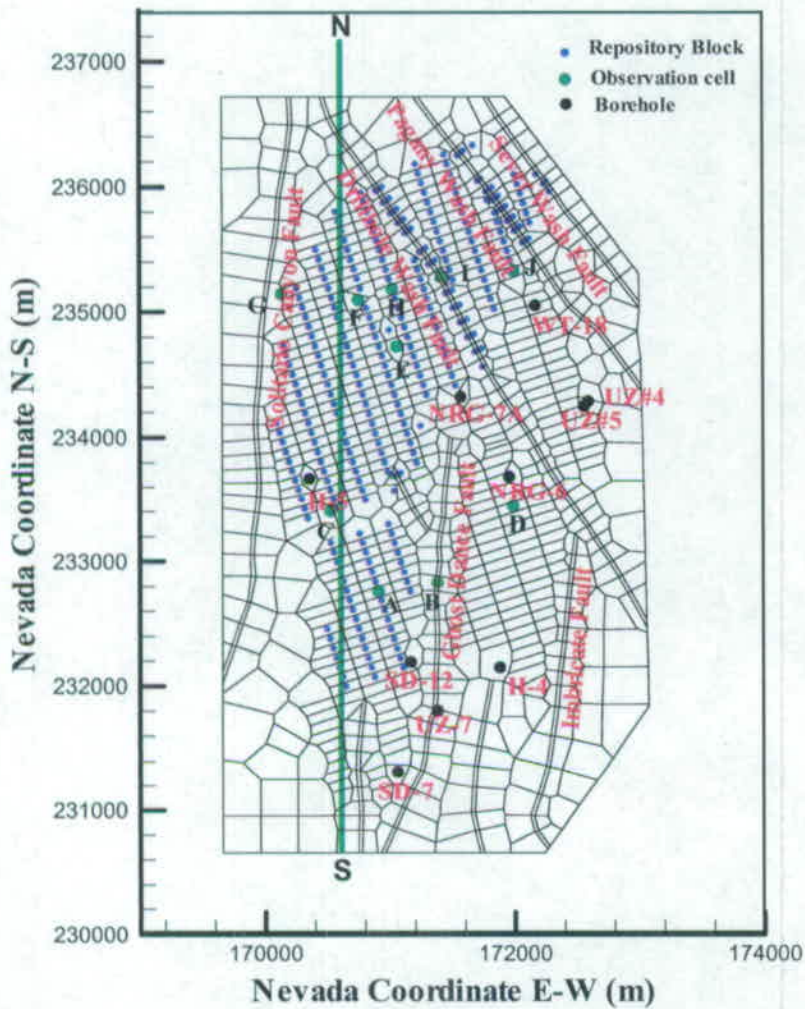 N
Repository Block
Observation cell
Borehole
237000
236000
235000
234000
233000
232000
231000
230000
170000
172000
174000
Nevada Coordinate N-S (m)
Nevada Coordinate E-W (m)
Pagany Wash Fault
Sever Wash Fault
Drillhole Wash Fault
Solitario Canyon Fault
Ghost Dance Fault
Imbricate Fault
G
F
H
I
J
E
WT-18
UZ#4
UZ#5
NRG-7A
NRG-6
H-5
C
D
A
B
SD-12
H-4
UZ-7
SD-7
S